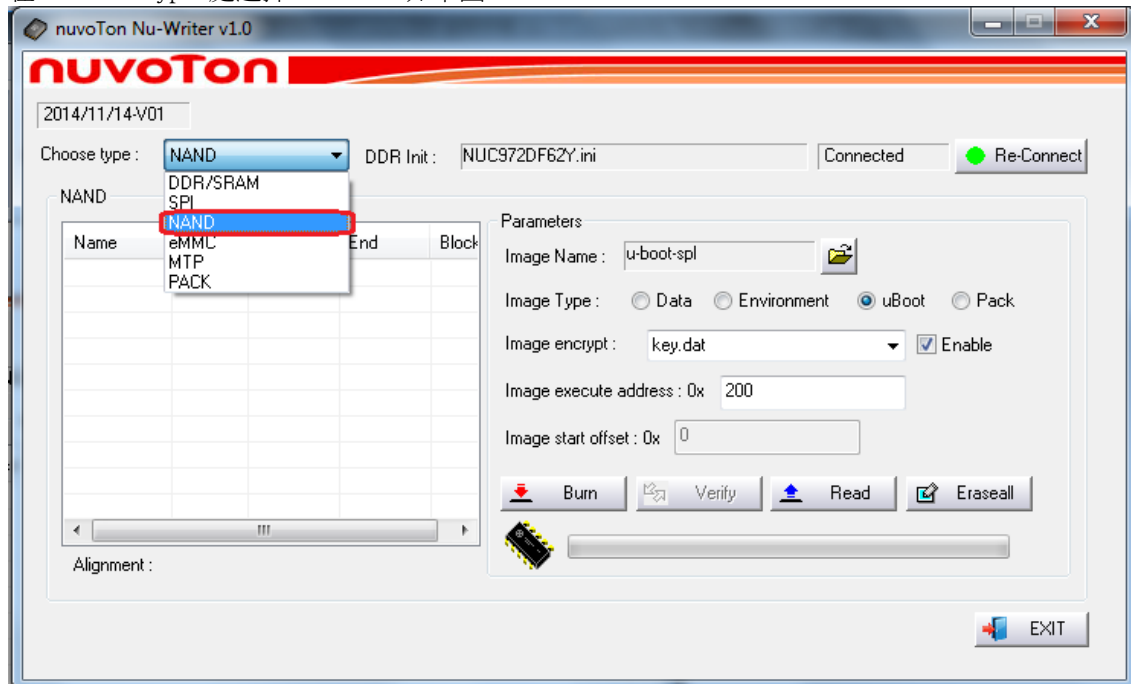 nuvoTon Nu-Writer v1.0
nuvoTon
2014/11/14-V01
Choose type : NAND DDR Init : NUC972DF62Y.ini Connected Re-Connect
DDR/SRAM
SPI
NAND
eMMC
MTP
PACK
NAND
Name End Block
Alignment :
Parameters
Image Name : u-boot-spl
Image Type : Data Environment uBoot Pack
Image encrypt : key.dat Enable
Image execute address : 0x 200
Image start offset : 0x 0
Burn Verify Read Eraseall
EXIT